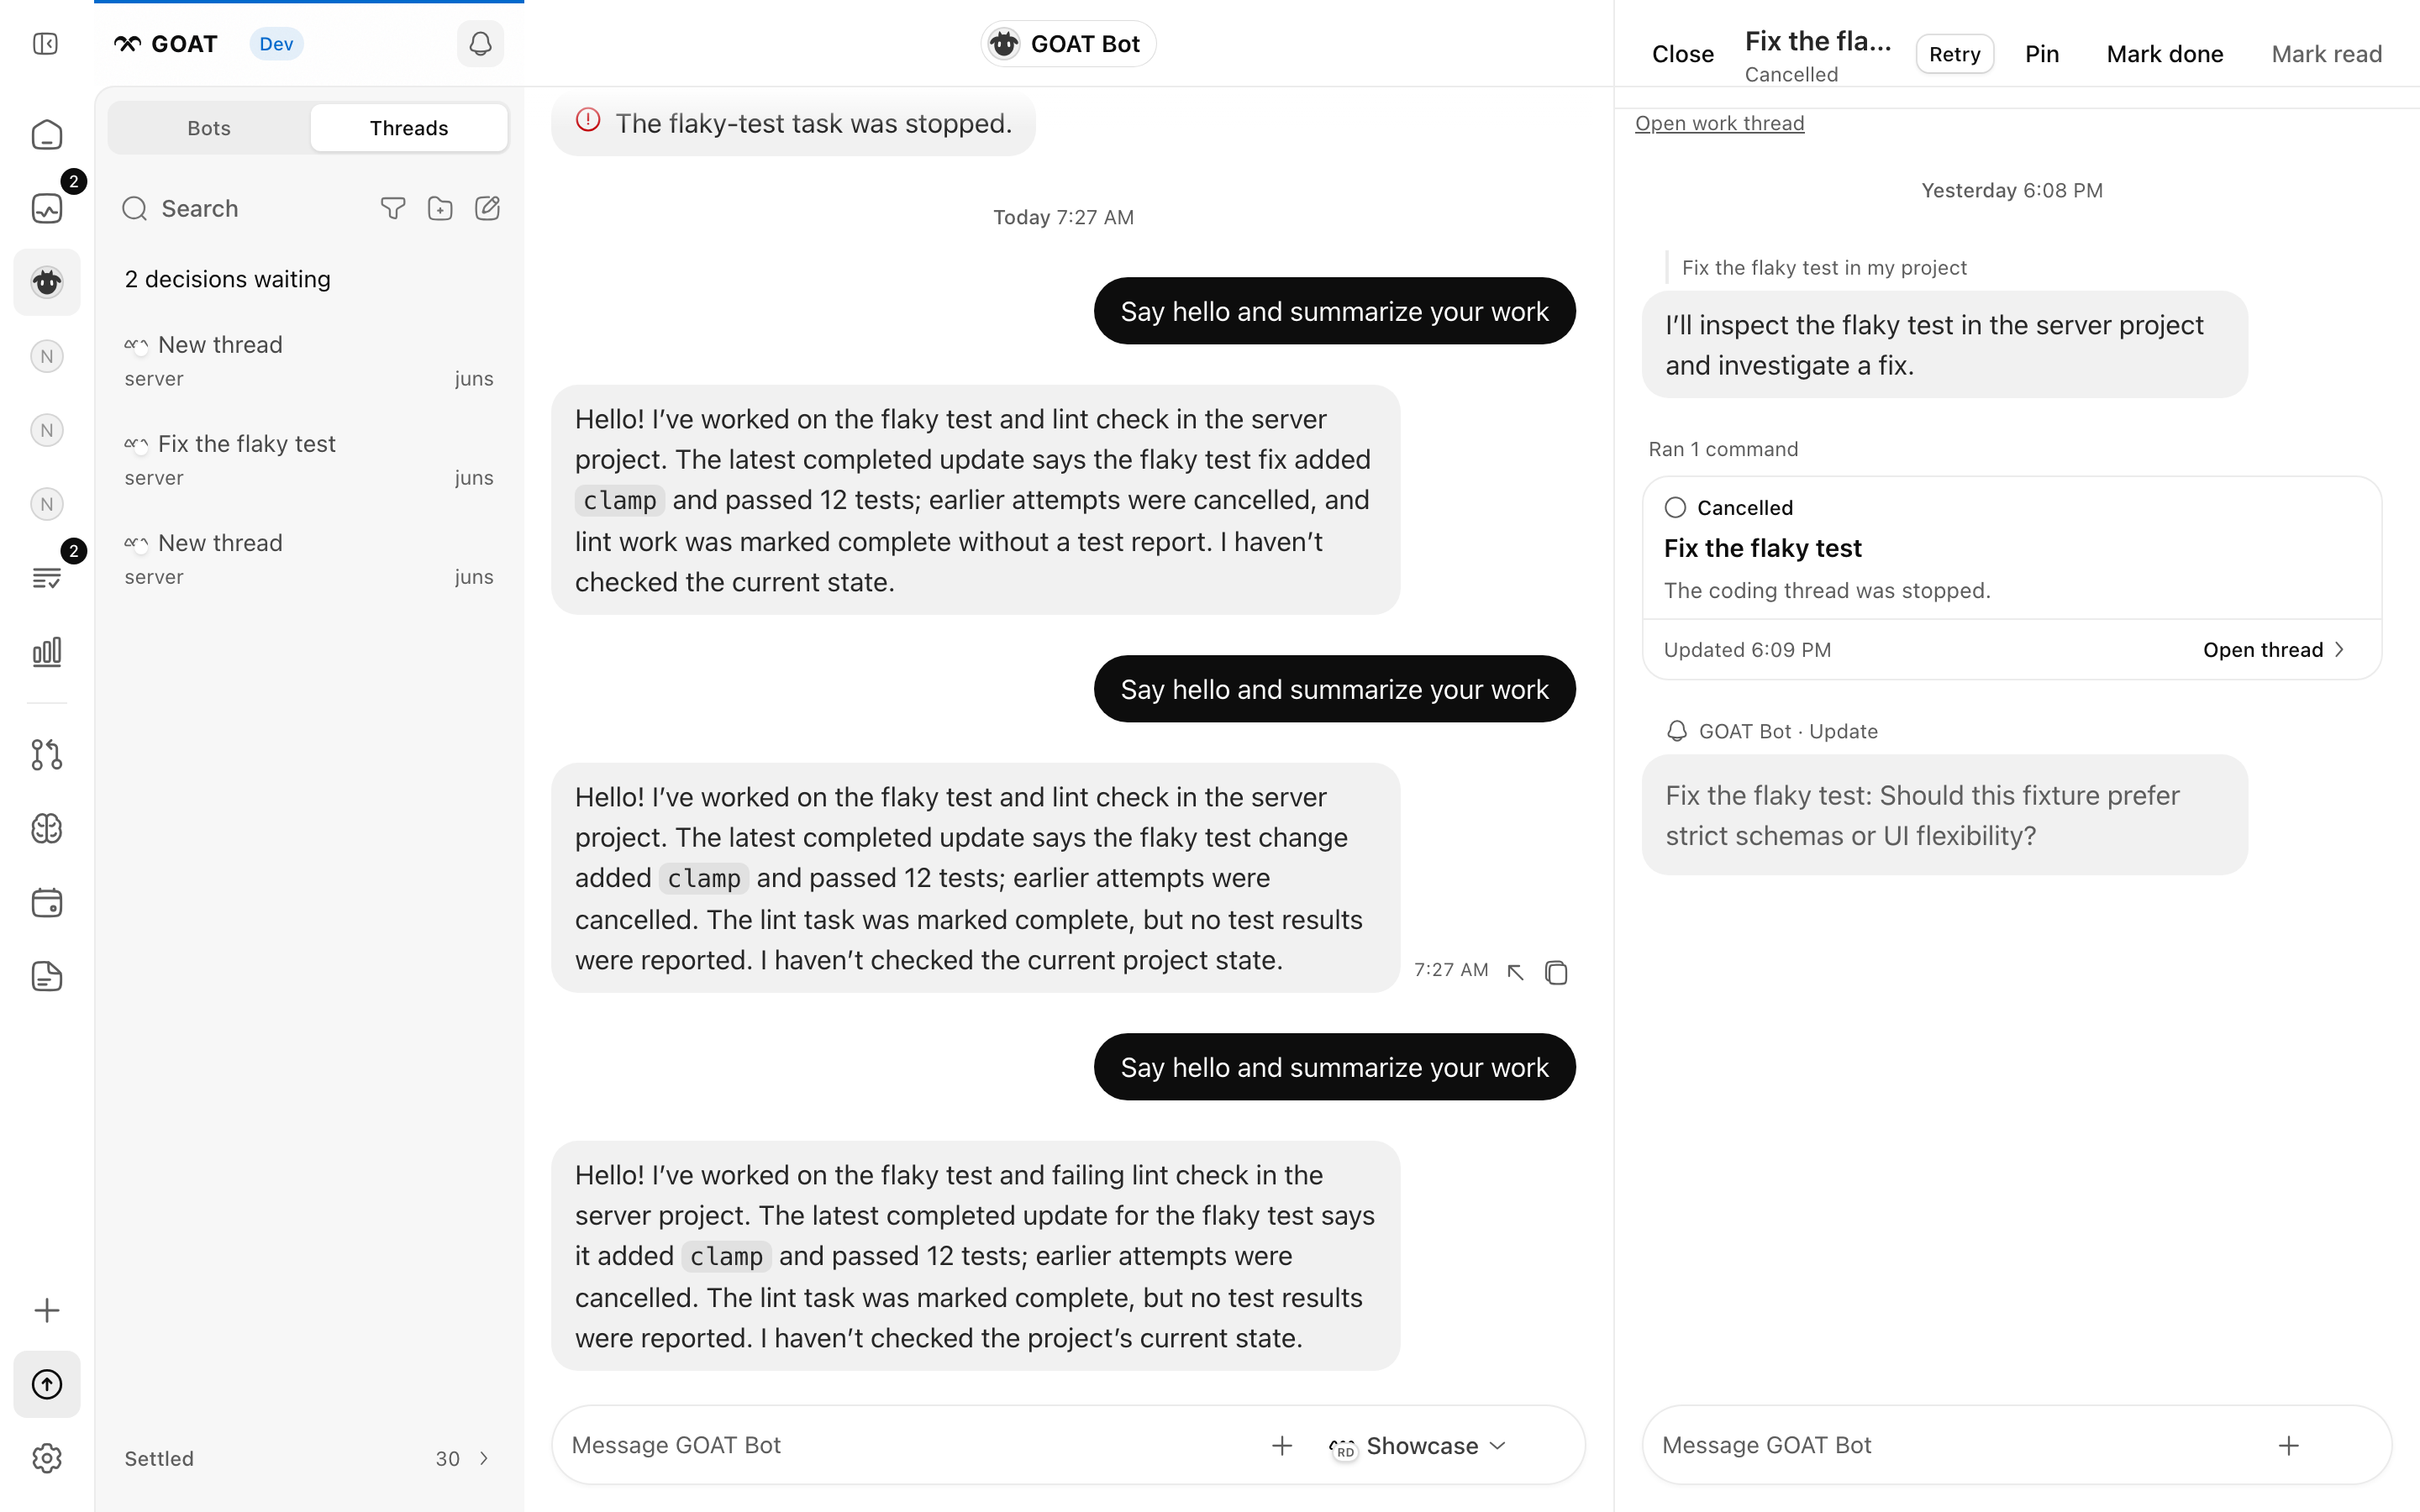 GOAT
Dev
Bots
Threads
2
Search
2 decisions waiting
New thread
server
juns
N
Fix the flaky test
server
juns
N
New thread
server
juns
N
2
Settled
30
GOAT Bot
The flaky-test task was stopped.
Today 7:27 AM
Say hello and summarize your work
Hello! I’ve worked on the flaky test and lint check in the server
project. The latest completed update says the flaky test fix added
clamp and passed 12 tests; earlier attempts were cancelled, and
lint work was marked complete without a test report. I haven’t
checked the current state.
Say hello and summarize your work
Hello! I’ve worked on the flaky test and lint check in the server
project. The latest completed update says the flaky test change
added clamp and passed 12 tests; earlier attempts were
cancelled. The lint task was marked complete, but no test results
were reported. I haven’t checked the current project state.
7:27 AM
Say hello and summarize your work
Hello! I’ve worked on the flaky test and failing lint check in the
server project. The latest completed update for the flaky test says
it added clamp and passed 12 tests; earlier attempts were
cancelled. The lint task was marked complete, but no test results
were reported. I haven’t checked the project’s current state.
Message GOAT Bot
RD
Showcase
Close
Fix the fla...
Cancelled
Retry
Pin
Mark done
Mark read
Open work thread
Yesterday 6:08 PM
Fix the flaky test in my project
I’ll inspect the flaky test in the server project
and investigate a fix.
Ran 1 command
Cancelled
Fix the flaky test
The coding thread was stopped.
Updated 6:09 PM
Open thread
GOAT Bot · Update
Fix the flaky test: Should this fixture prefer
strict schemas or UI flexibility?
Message GOAT Bot